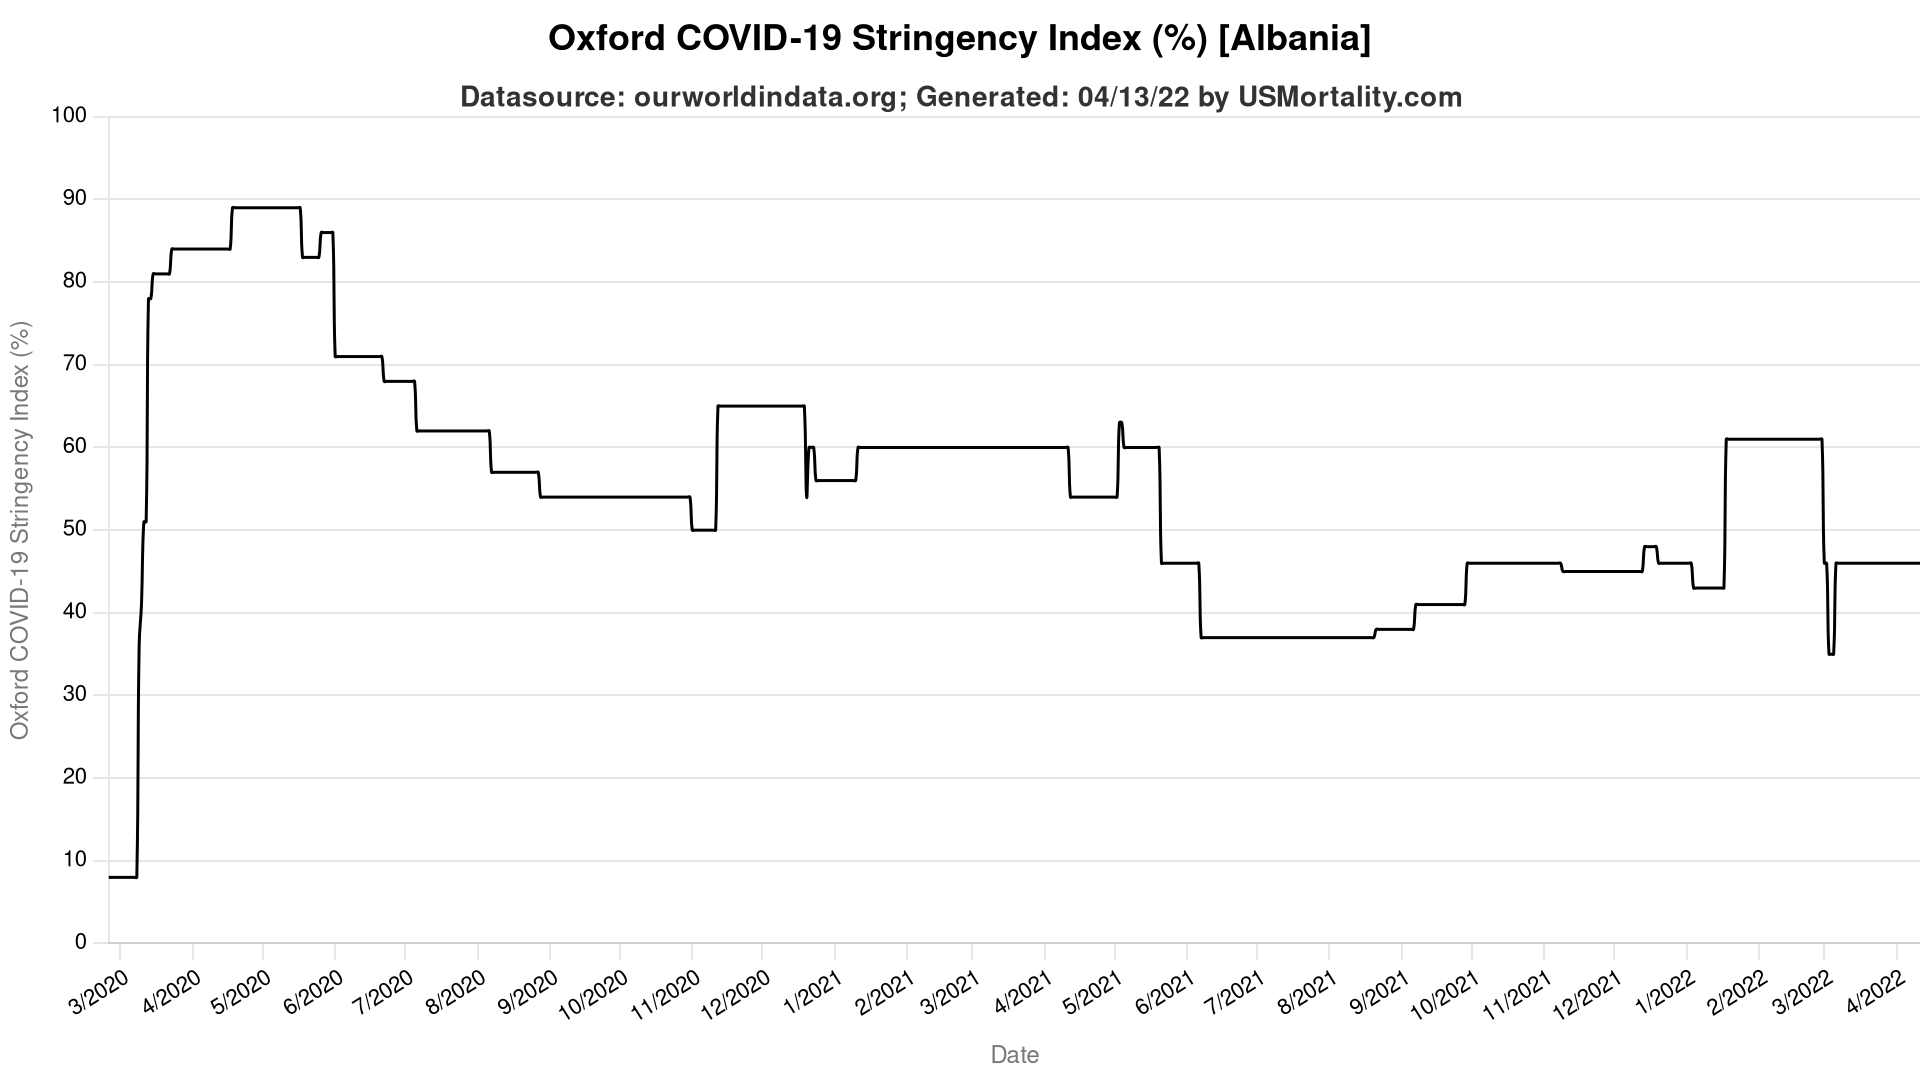 Oxford COVID-19 Stringency Index (%) [Albania]
Datasource: ourworldindata.org; Generated: 04/13/22 by USMortality.com
Oxford COVID-19 Stringency Index (%)
100
90
80
70
60
50
40
30
20
10
0
3/2020 4/2020 5/2020 6/2020 7/2020 8/2020 9/2020 10/2020 11/2020 12/2020 1/2021 2/2021 3/2021 4/2021 5/2021 6/2021 7/2021 8/2021 9/2021 10/2021 11/2021 12/2021 1/2022 2/2022 3/2022 4/2022
Date